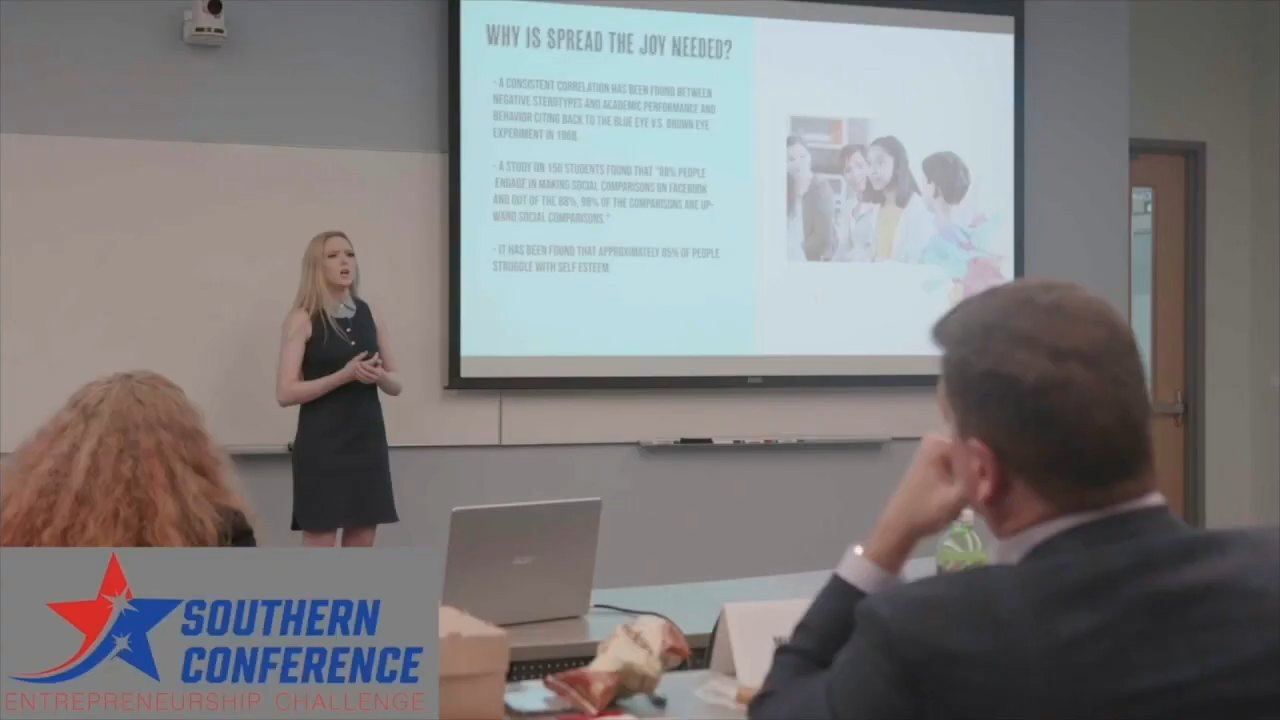 WHY IS SPREAD THE JOY NEEDED?
- A CONSISTENT CORRELATION HAS BEEN FOUND BETWEEN
NEGATIVE STEROTYPES AND ACADEMIC PERFORMANCE AND
BEHAVIOR CITING BACK TO THE BLUE EYE V.S. BROWN EYE
EXPERIMENT IN 1968.
- A STUDY ON 150 STUDENTS FOUND THAT "88% PEOPLE
ENGAGE IN MAKING SOCIAL COMPARISONS ON FACEBOOK
AND OUT OF THE 88%, 98% OF THE COMPARISONS ARE UP-
WARD SOCIAL COMPARISONS."
- IT HAS BEEN FOUND THAT APPROXIMATELY 85% OF PEOPLE
STRUGGLE WITH SELF ESTEEM.
acer
SOUTHERN
CONFERENCE
ENTREPRENEURSHIP CHALLENGE